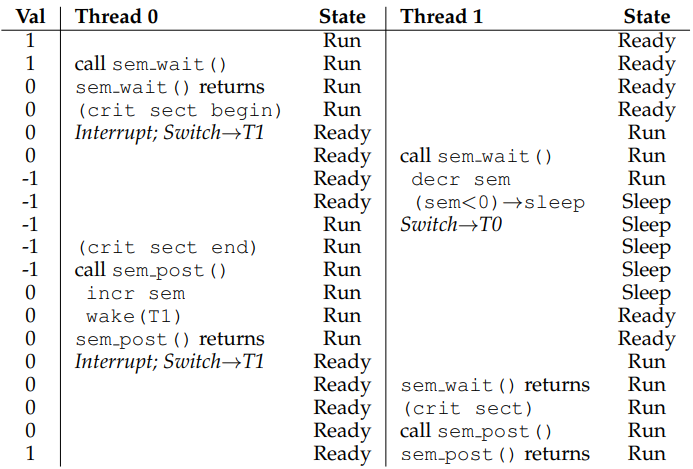 Val Thread 0 State Thread 1 State
1 Run Ready
1 call sem_wait() Run Ready
0 sem_wait() returns Run Ready
0 (crit sect begin) Run Ready
0 Interrupt; Switch→T1 Ready Run
0 Ready call sem_wait() Run
-1 Ready decr sem Run
-1 Ready (sem<0)→sleep Sleep
-1 Run Switch→T0 Sleep
-1 (crit sect end) Run Sleep
-1 call sem_post() Run Sleep
0 incr sem Run Sleep
0 wake(T1) Run Ready
0 sem_post() returns Run Ready
0 Interrupt; Switch→T1 Ready Run
0 Ready sem_wait() returns Run
0 Ready (crit sect) Run
0 Ready call sem_post() Run
1 Ready sem_post() returns Run